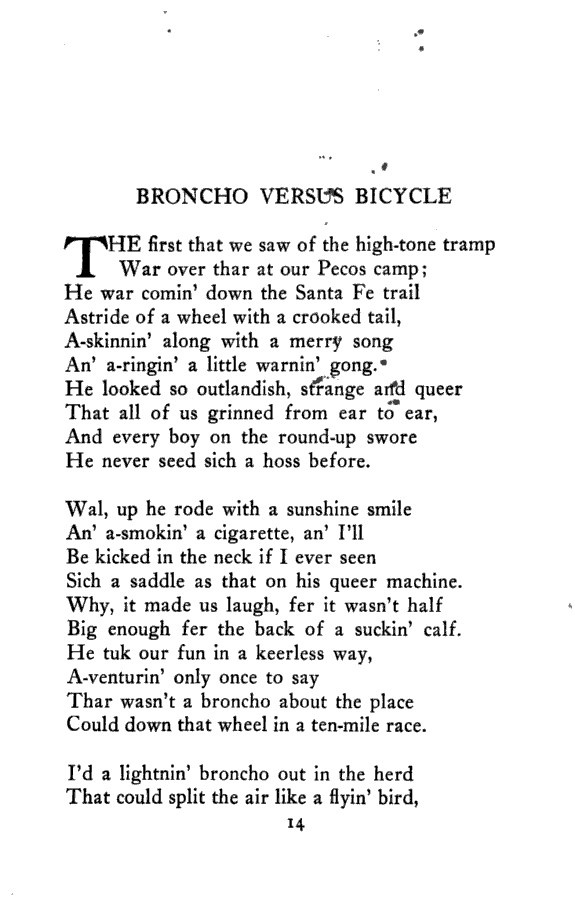 BRONCHO VERSUS BICYCLE
THE first that we saw of the high-tone tramp
War over thar at our Pecos camp;
He war comin' down the Santa Fe trail
Astride of a wheel with a crooked tail,
A-skinnin' along with a merry song
An' a-ringin' a little warnin' gong.
He looked so outlandish, strange and queer
That all of us grinned from ear to ear,
And every boy on the round-up swore
He never seed sich a hoss before.
Wal, up he rode with a sunshine smile
An' a-smokin' a cigarette, an' I'll
Be kicked in the neck if I ever seen
Sich a saddle as that on his queer machine.
Why, it made us laugh, fer it wasn't half
Big enough fer the back of a suckin' calf.
He tuk our fun in a keerless way,
A-venturin' only once to say
Thar wasn't a broncho about the place
Could down that wheel in a ten-mile race.
I'd a lightnin' broncho out in the herd
That could split the air like a flyin' bird,
14